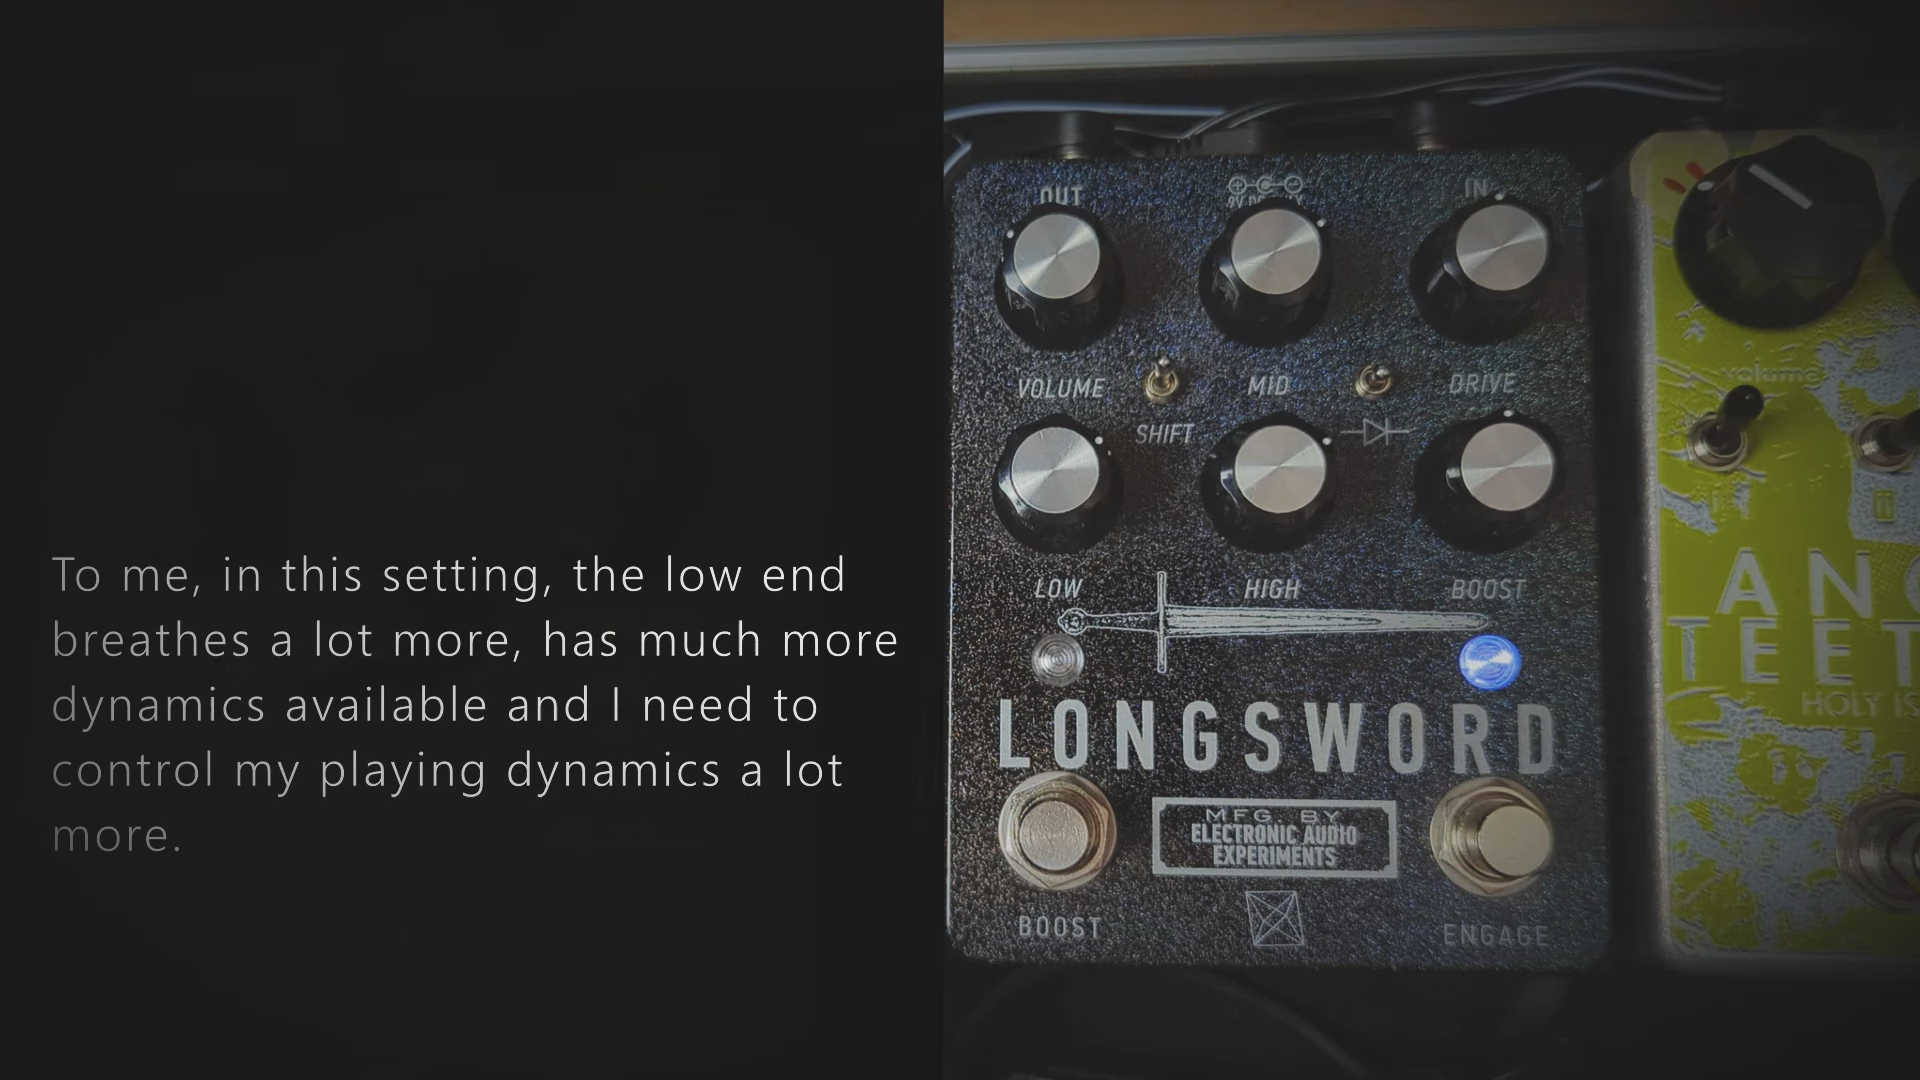 To me, in this setting, the low end
breathes a lot more, has much more
dynamics available and I need to
control my playing dynamics a lot
more.
OUT
IN
VOLUME
MID
DRIVE
SHIFT
LOW
HIGH
BOOST
LONGSWORD
MFG. BY
ELECTRONIC AUDIO
EXPERIMENTS
BOOST
ENGAGE
volume
HOLY